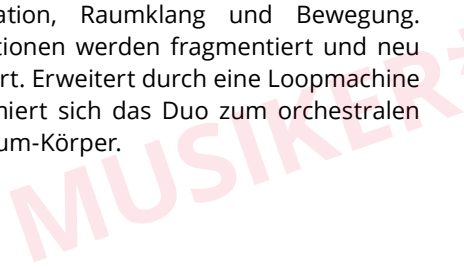 ation, Raumklang und Bewegung.
tionen werden fragmentiert und neu
rt. Erweitert durch eine Loopmachine
miert sich das Duo zum orchestralen
um-Körper.
MUSIKER*